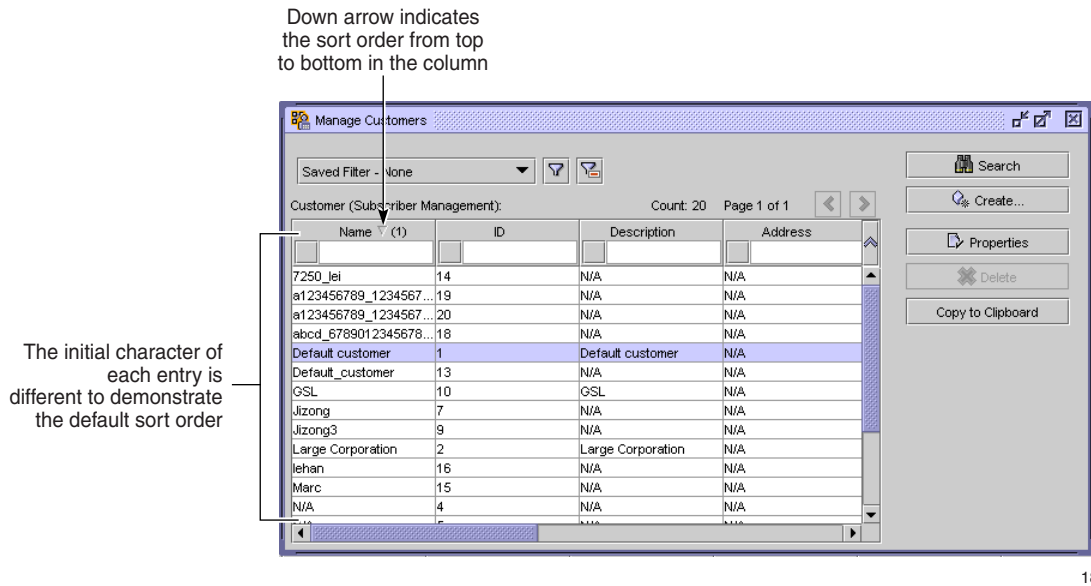 Down arrow indicates
the sort order from top
to bottom in the column
Manage Customers
Saved Filter - None
Search
Customer (Subscriber Management): Count: 20 Page 1 of 1
Create...
Name (1) ID Description Address
Properties
7250_lei 14 N/A N/A
Delete
a123456789_1234567... 19 N/A N/A
a123456789_1234567... 20 N/A N/A
Copy to Clipboard
abcd_6789012345678... 18 N/A N/A
Default customer 1 Default customer N/A
Default_customer 13 N/A N/A
GSL 10 GSL N/A
Jizong 7 N/A N/A
Jizong3 9 N/A N/A
Large Corporation 2 Large Corporation N/A
lehan 16 N/A N/A
Marc 15 N/A N/A
N/A 4 N/A N/A
The initial character of
each entry is
different to demonstrate
the default sort order